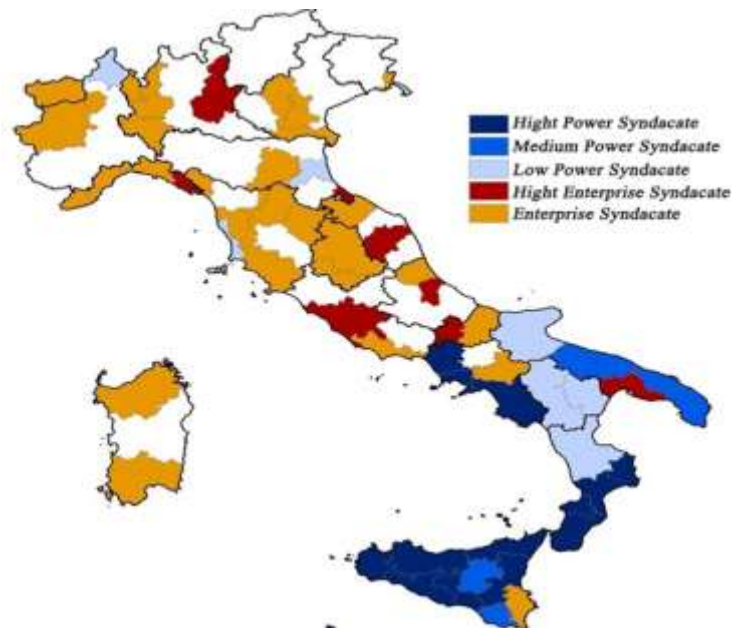 Hight Power Syndacate
Medium Power Syndacate
Low Power Syndacate
Hight Enterprise Syndacate
Enterprise Syndacate